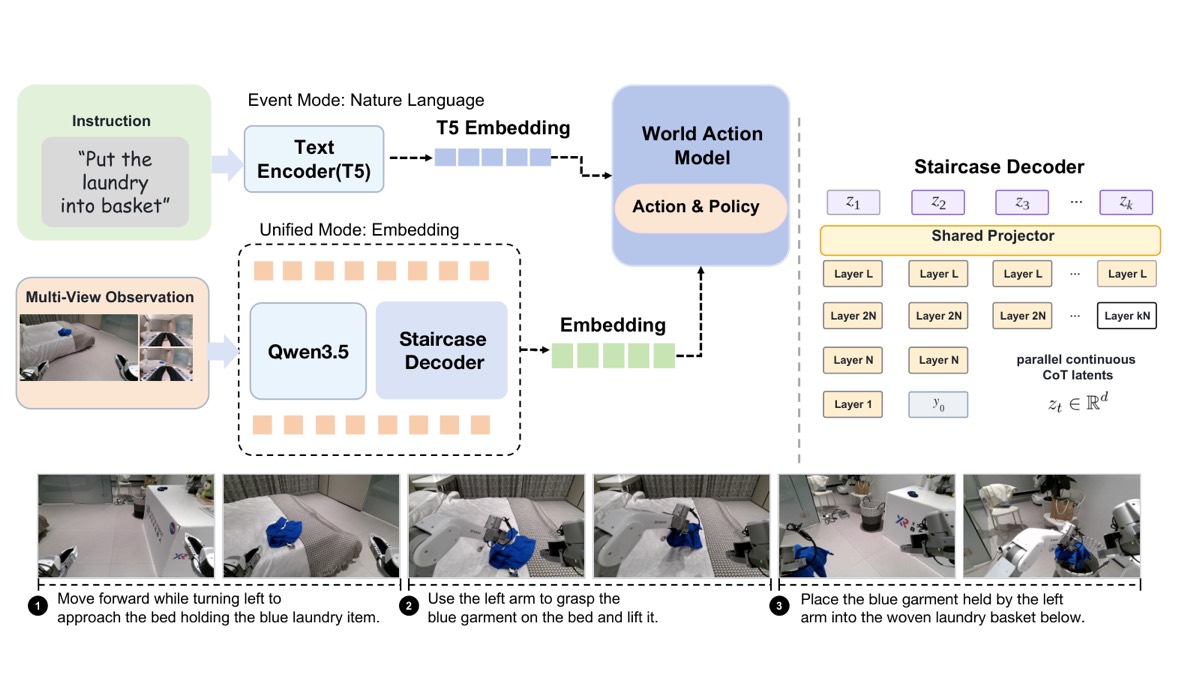 Instruction
“Put the
laundry
into basket”
Event Mode: Nature Language
Text
Encoder(T5)
T5 Embedding
World Action
Model
Action & Policy
Multi-View Observation
Unified Mode: Embedding
Qwen3.5
Staircase
Decoder
Embedding
Staircase Decoder
z₁ z₂ z₃ ... zₖ
Shared Projector
Layer L Layer L Layer L ... Layer L
Layer 2N Layer 2N Layer 2N ... Layer kN
Layer N Layer N
parallel continuous
CoT latents
Layer 1 y₀
zₜ ∈ ℝᵈ
1 Move forward while turning left to
approach the bed holding the blue laundry item.
2 Use the left arm to grasp the
blue garment on the bed and lift it.
3 Place the blue garment held by the left
arm into the woven laundry basket below.